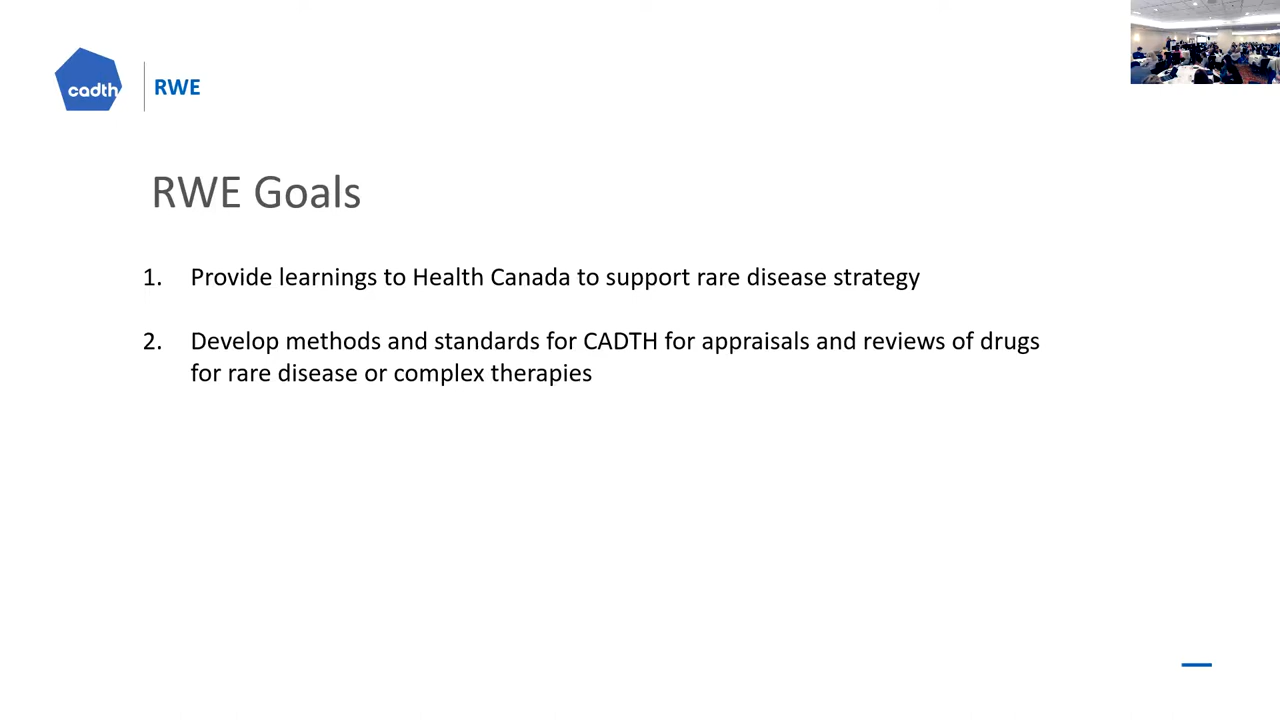 cadth
RWE
RWE Goals
1. Provide learnings to Health Canada to support rare disease strategy
2. Develop methods and standards for CADTH for appraisals and reviews of drugs
for rare disease or complex therapies